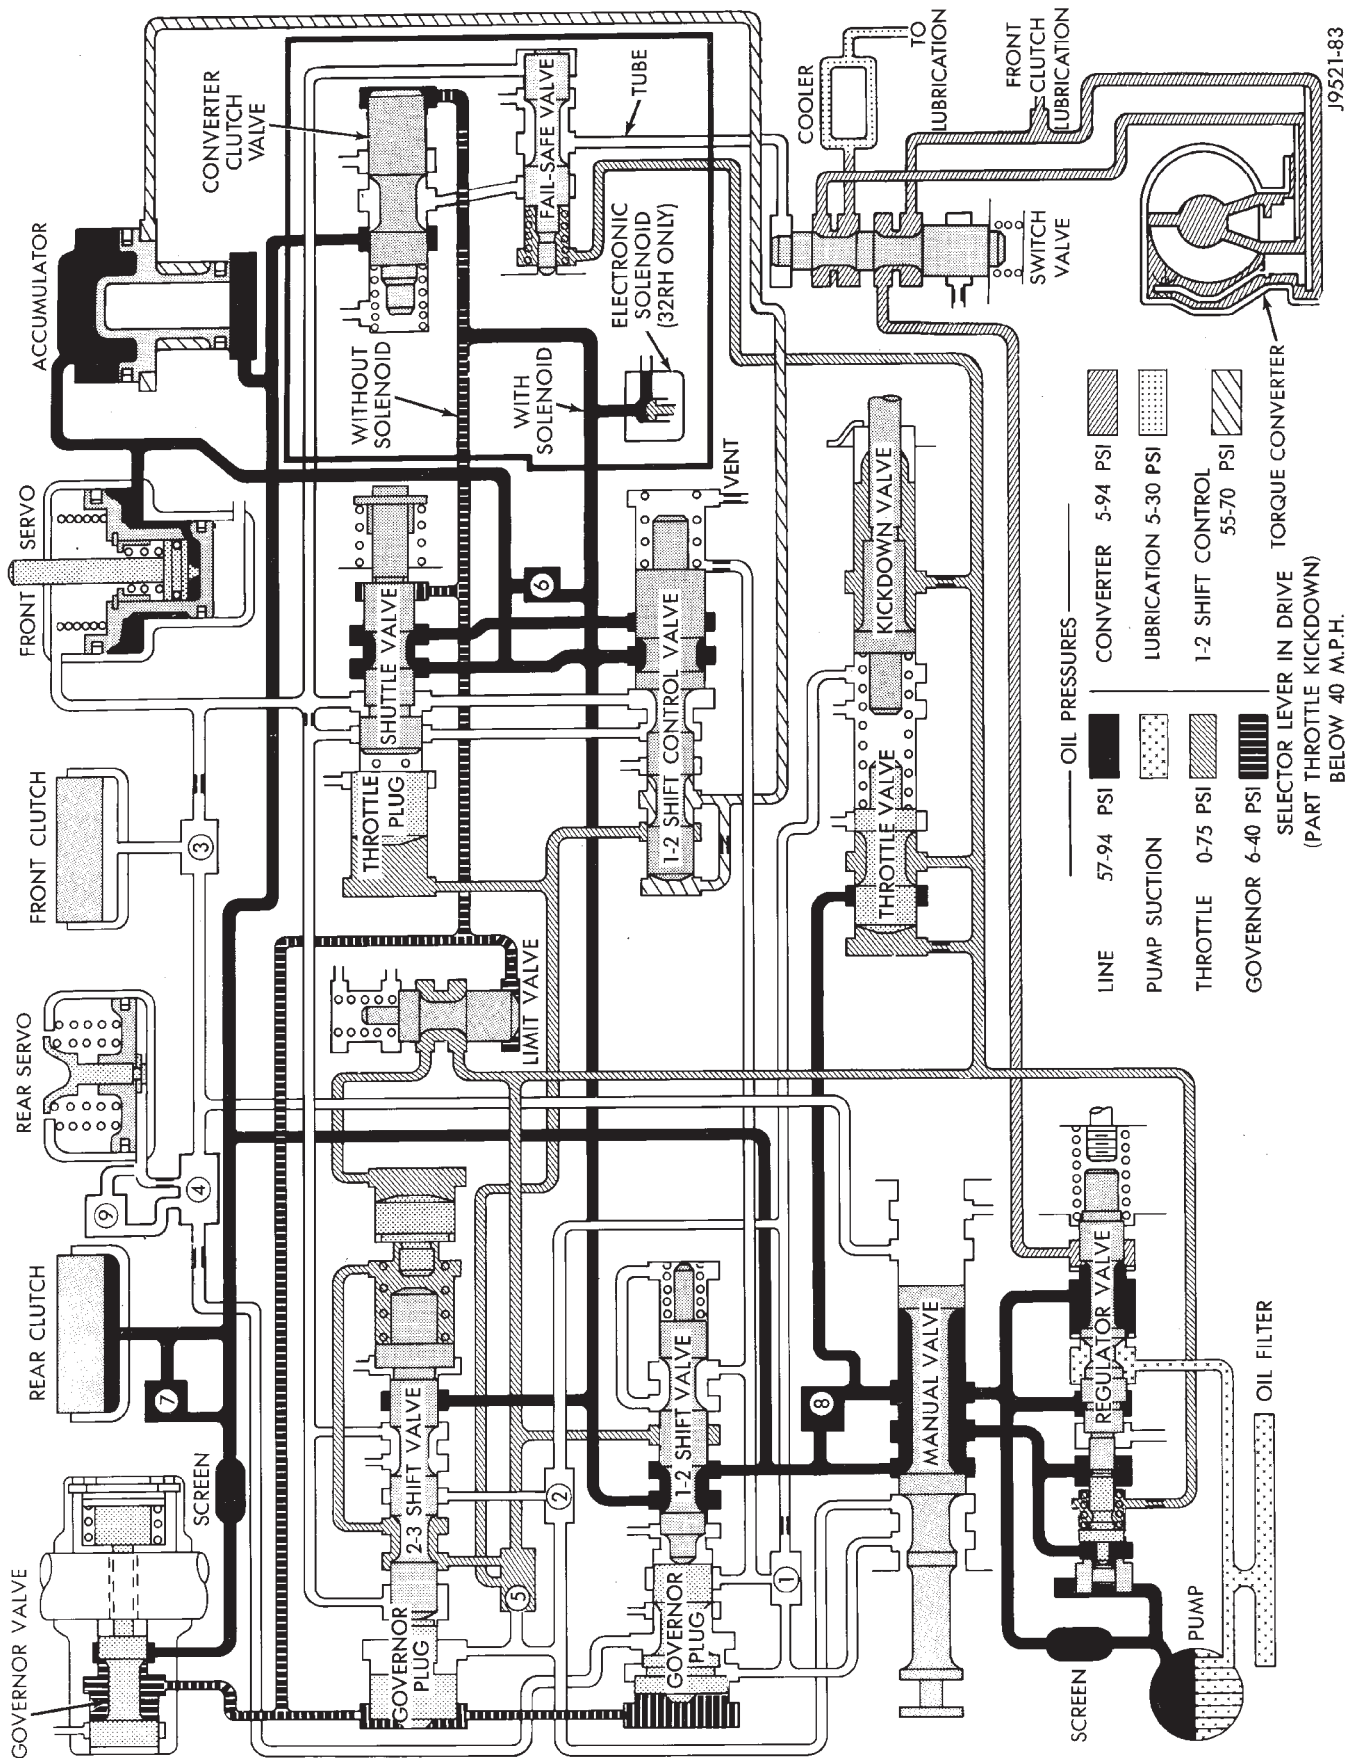 GOVERNOR VALVE
REAR CLUTCH
REAR SERVO
FRONT CLUTCH
FRONT SERVO
ACCUMULATOR
CONVERTER
CLUTCH
VALVE
SCREEN
7
9
4
3
WITHOUT
SOLENOID
WITH
SOLENOID
ELECTRONIC
SOLENOID
(32RH ONLY)
FAIL-SAFE VALVE
TUBE
TO
LUBRICATION
COOLER
FRONT
CLUTCH
LUBRICATION
GOVERNOR
PLUG
2-3 SHIFT VALVE
LIMIT VALVE
THROTTLE
PLUG
SHUTTLE VALVE
6
VENT
5
2
GOVERNOR
PLUG
1-2 SHIFT VALVE
1-2 SHIFT CONTROL VALVE
SWITCH
VALVE
1
8
THROTTLE VALVE
KICKDOWN VALVE
MANUAL VALVE
SCREEN
PUMP
REGULATOR VALVE
OIL FILTER
OIL PRESSURES
LINE 57-94 PSI
PUMP SUCTION
THROTTLE 0-75 PSI
GOVERNOR 6-40 PSI
CONVERTER 5-94 PSI
LUBRICATION 5-30 PSI
1-2 SHIFT CONTROL
55-70 PSI
SELECTOR LEVER IN DRIVE
(PART THROTTLE KICKDOWN)
BELOW 40 M.P.H.
TORQUE CONVERTER
J9521-83